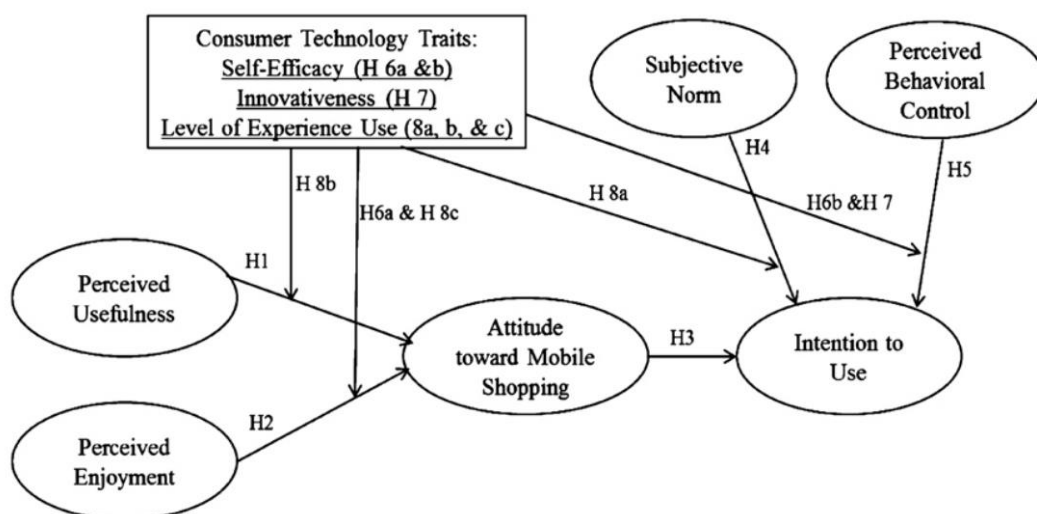 Consumer Technology Traits:
Self-Efficacy (H 6a &b)
Innovativeness (H 7)
Level of Experience Use (8a, b, & c)
Subjective
Norm
Perceived
Behavioral
Control
H 8b
H6a & H 8c
H 8a
H4
H6b &H 7
H5
Perceived
Usefulness
H1
Attitude
toward Mobile
Shopping
H3
Intention to
Use
H2
Perceived
Enjoyment